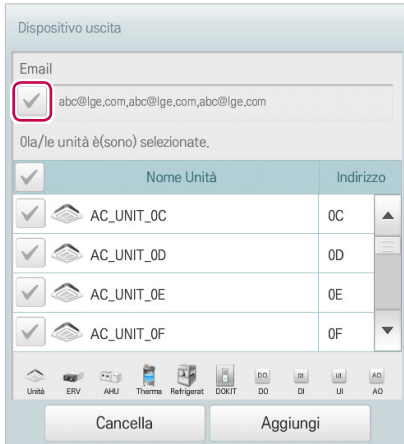 Dispositivo uscita
Email
abc@lge.com,abc@lge.com,abc@lge.com
0la/le unità è(sono) selezionate.
Nome Unità Indirizzo
AC_UNIT_0C 0C
AC_UNIT_0D 0D
AC_UNIT_0E 0E
AC_UNIT_0F 0F
DO DI UI AO
Unità ERV AHU Therma Refrigerat DOKIT DO DI UI AO
Cancella Aggiungi